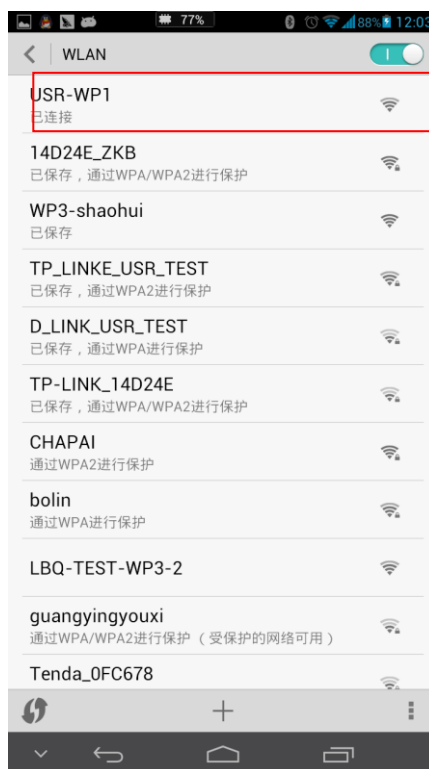 77% 88% 12:03
WLAN
USR-WP1
已连接
14D24E_ZKB
已保存，通过WPA/WPA2进行保护
WP3-shaohui
已保存
TP_LINKE_USR_TEST
已保存，通过WPA2进行保护
D_LINK_USR_TEST
已保存，通过WPA进行保护
TP-LINK_14D24E
已保存，通过WPA/WPA2进行保护
CHAPAI
通过WPA2进行保护
bolin
通过WPA进行保护
LBQ-TEST-WP3-2
guangyingyouxi
通过WPA/WPA2进行保护（受保护的网络可用）
Tenda_0FC678